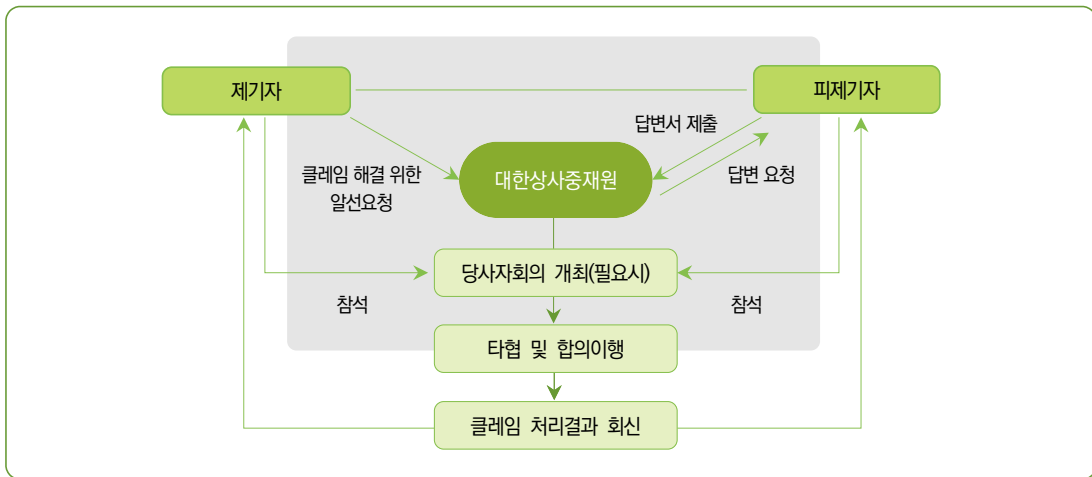 제기자
피제기자
답변서 제출
클레임 해결 위한
알선요청
대한상사중재원
답변 요청
당사자회의 개최(필요시)
참석
참석
타협 및 합의이행
클레임 처리결과 회신